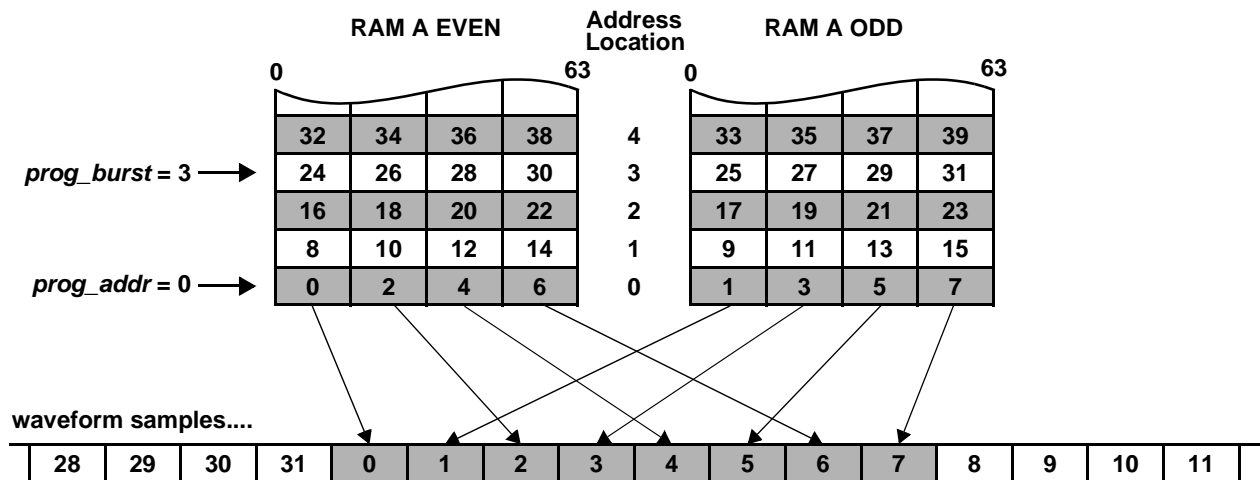 RAM A EVEN Address Location RAM A ODD
0 63 0 63
32 34 36 38 4 33 35 37 39
prog_burst = 3 24 26 28 30 3 25 27 29 31
16 18 20 22 2 17 19 21 23
8 10 12 14 1 9 11 13 15
prog_addr = 0 0 2 4 6 0 1 3 5 7
waveform samples....
28 29 30 31 0 1 2 3 4 5 6 7 8 9 10 11